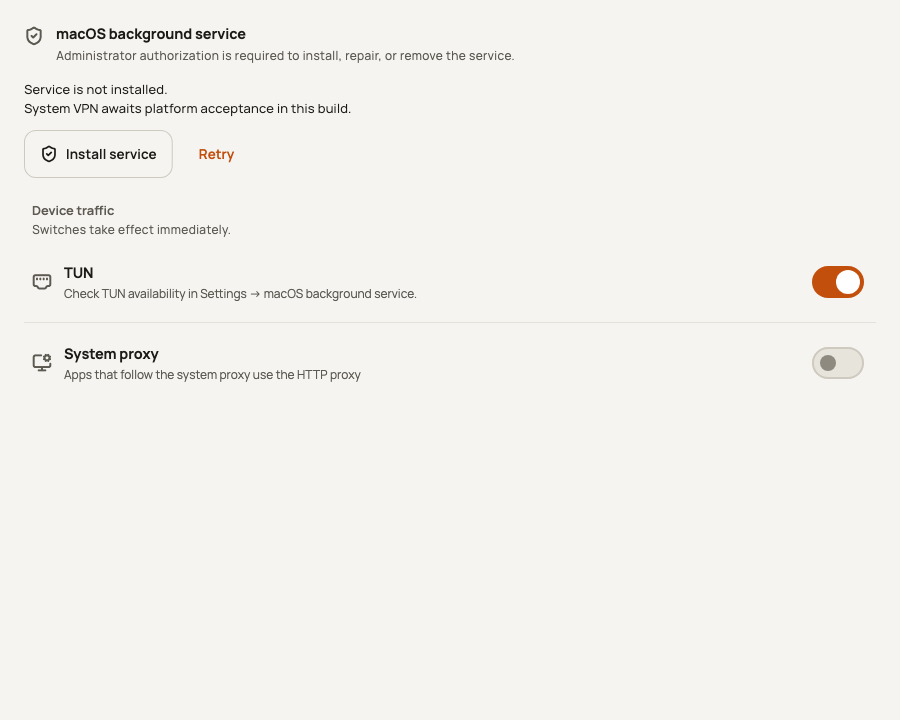 macOS background service
Administrator authorization is required to install, repair, or remove the service.
Service is not installed.
System VPN awaits platform acceptance in this build.
Install service
Retry
Device traffic
Switches take effect immediately.
TUN
Check TUN availability in Settings → macOS background service.
System proxy
Apps that follow the system proxy use the HTTP proxy